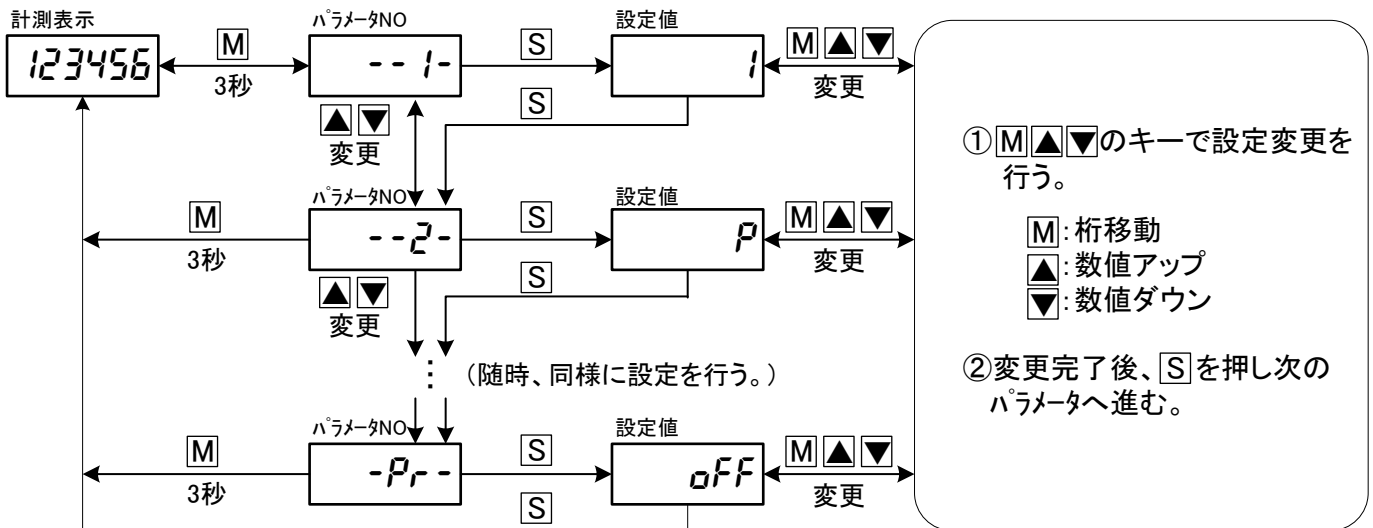 計測表示
123456
M
3秒
パラメータNO
--1-
S
設定値
1
M▲▼
変更
S
▲▼
変更
パラメータNO
--2-
M
3秒
S
設定値
P
M▲▼
変更
S
▲▼
変更
⋮
(随時、同様に設定を行う。)
パラメータNO
-Pr-
M
3秒
S
設定値
oFF
M▲▼
変更
S
①M▲▼のキーで設定変更を
行う。
M:桁移動
▲:数値アップ
▼:数値ダウン
②変更完了後、Sを押し次の
パラメータへ進む。